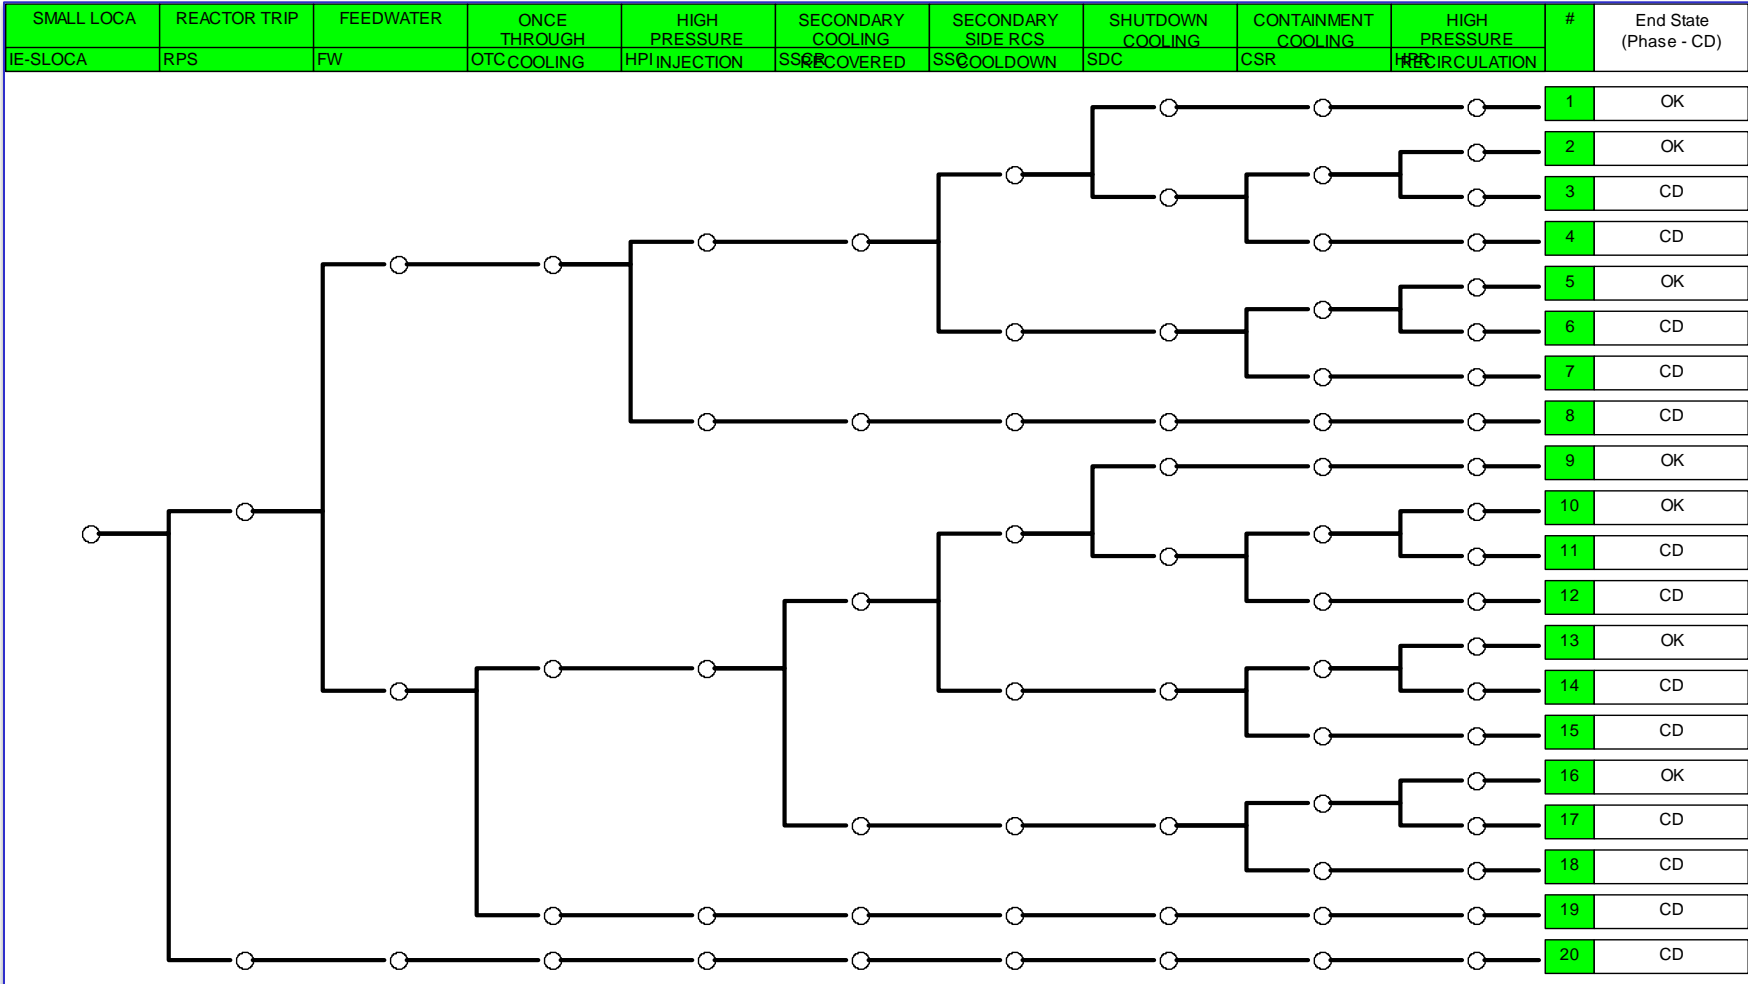 SMALL LOCA
REACTOR TRIP
FEEDWATER
ONCE
THROUGH
COOLING
HIGH
PRESSURE
INJECTION
SECONDARY
COOLING
RECOVERED
SECONDARY
SIDE RCS
COOLDOWN
SHUTDOWN
COOLING
CONTAINMENT
COOLING
HIGH
PRESSURE
RECIRCULATION
#
End State
(Phase - CD)
IE-SLOCA
RPS
FW
OTC
HPI
SSCR
SSC
SDC
CSR
HPR
1 OK
2 OK
3 CD
4 CD
5 OK
6 CD
7 CD
8 CD
9 OK
10 OK
11 CD
12 CD
13 OK
14 CD
15 CD
16 OK
17 CD
18 CD
19 CD
20 CD